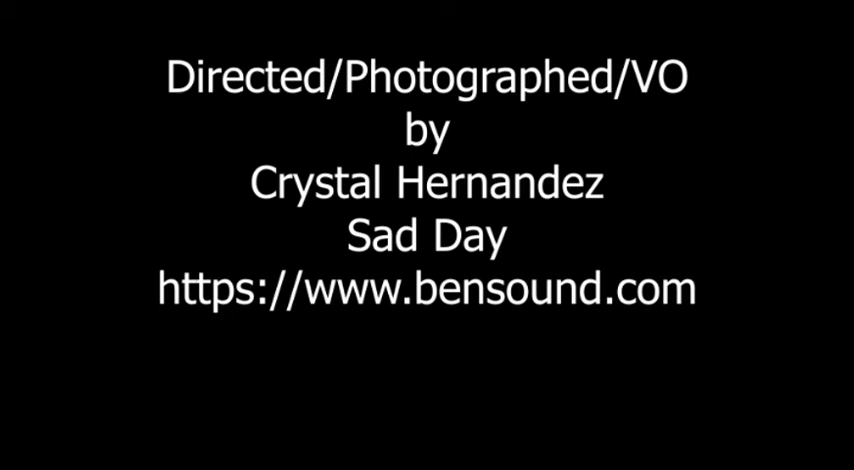 Directed/Photographed/VO
by
Crystal Hernandez
Sad Day
https://www.bensound.com